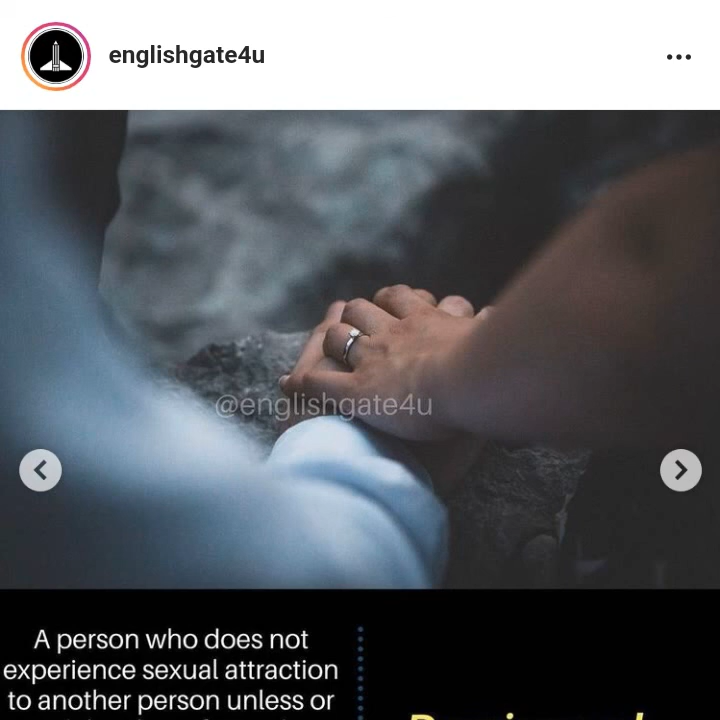 englishgate4u
@englishgate4u
A person who does not
experience sexual attraction
to another person unless or